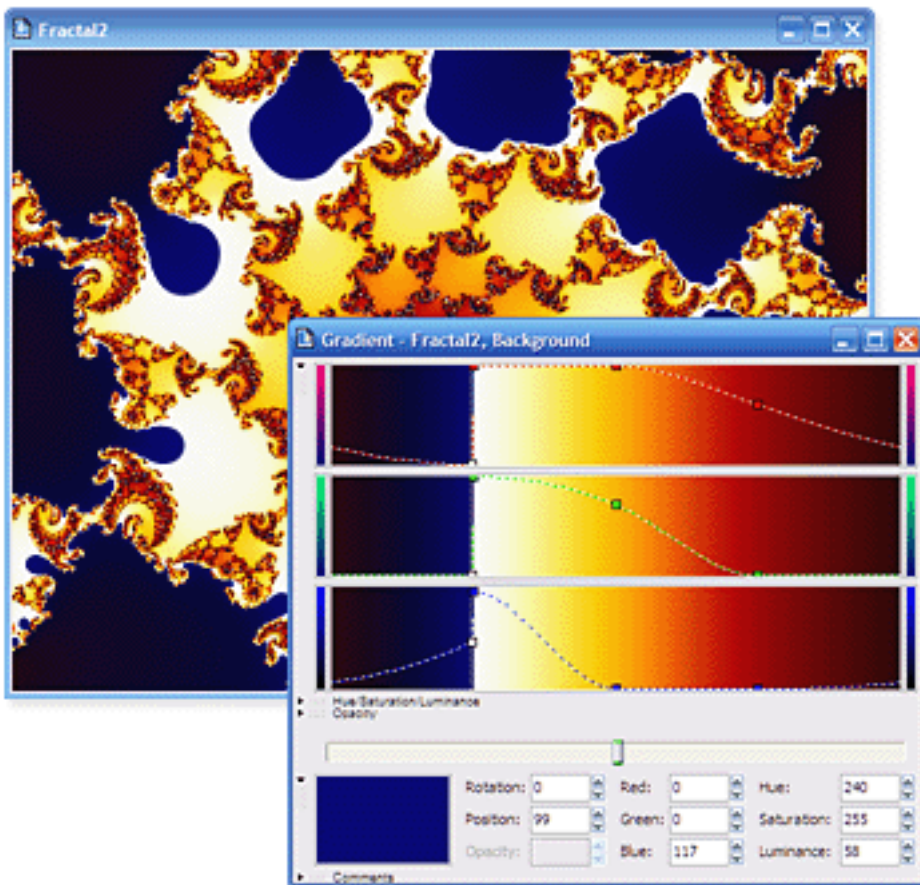 Fractal2
Gradient - Fractal2, Background
Hue/Saturation/Luminance
Opacity
Rotation: 0 Red: 0 Hue: 240
Position: 99 Green: 0 Saturation: 255
Opacity: Blue: 117 Luminance: 58
Comments